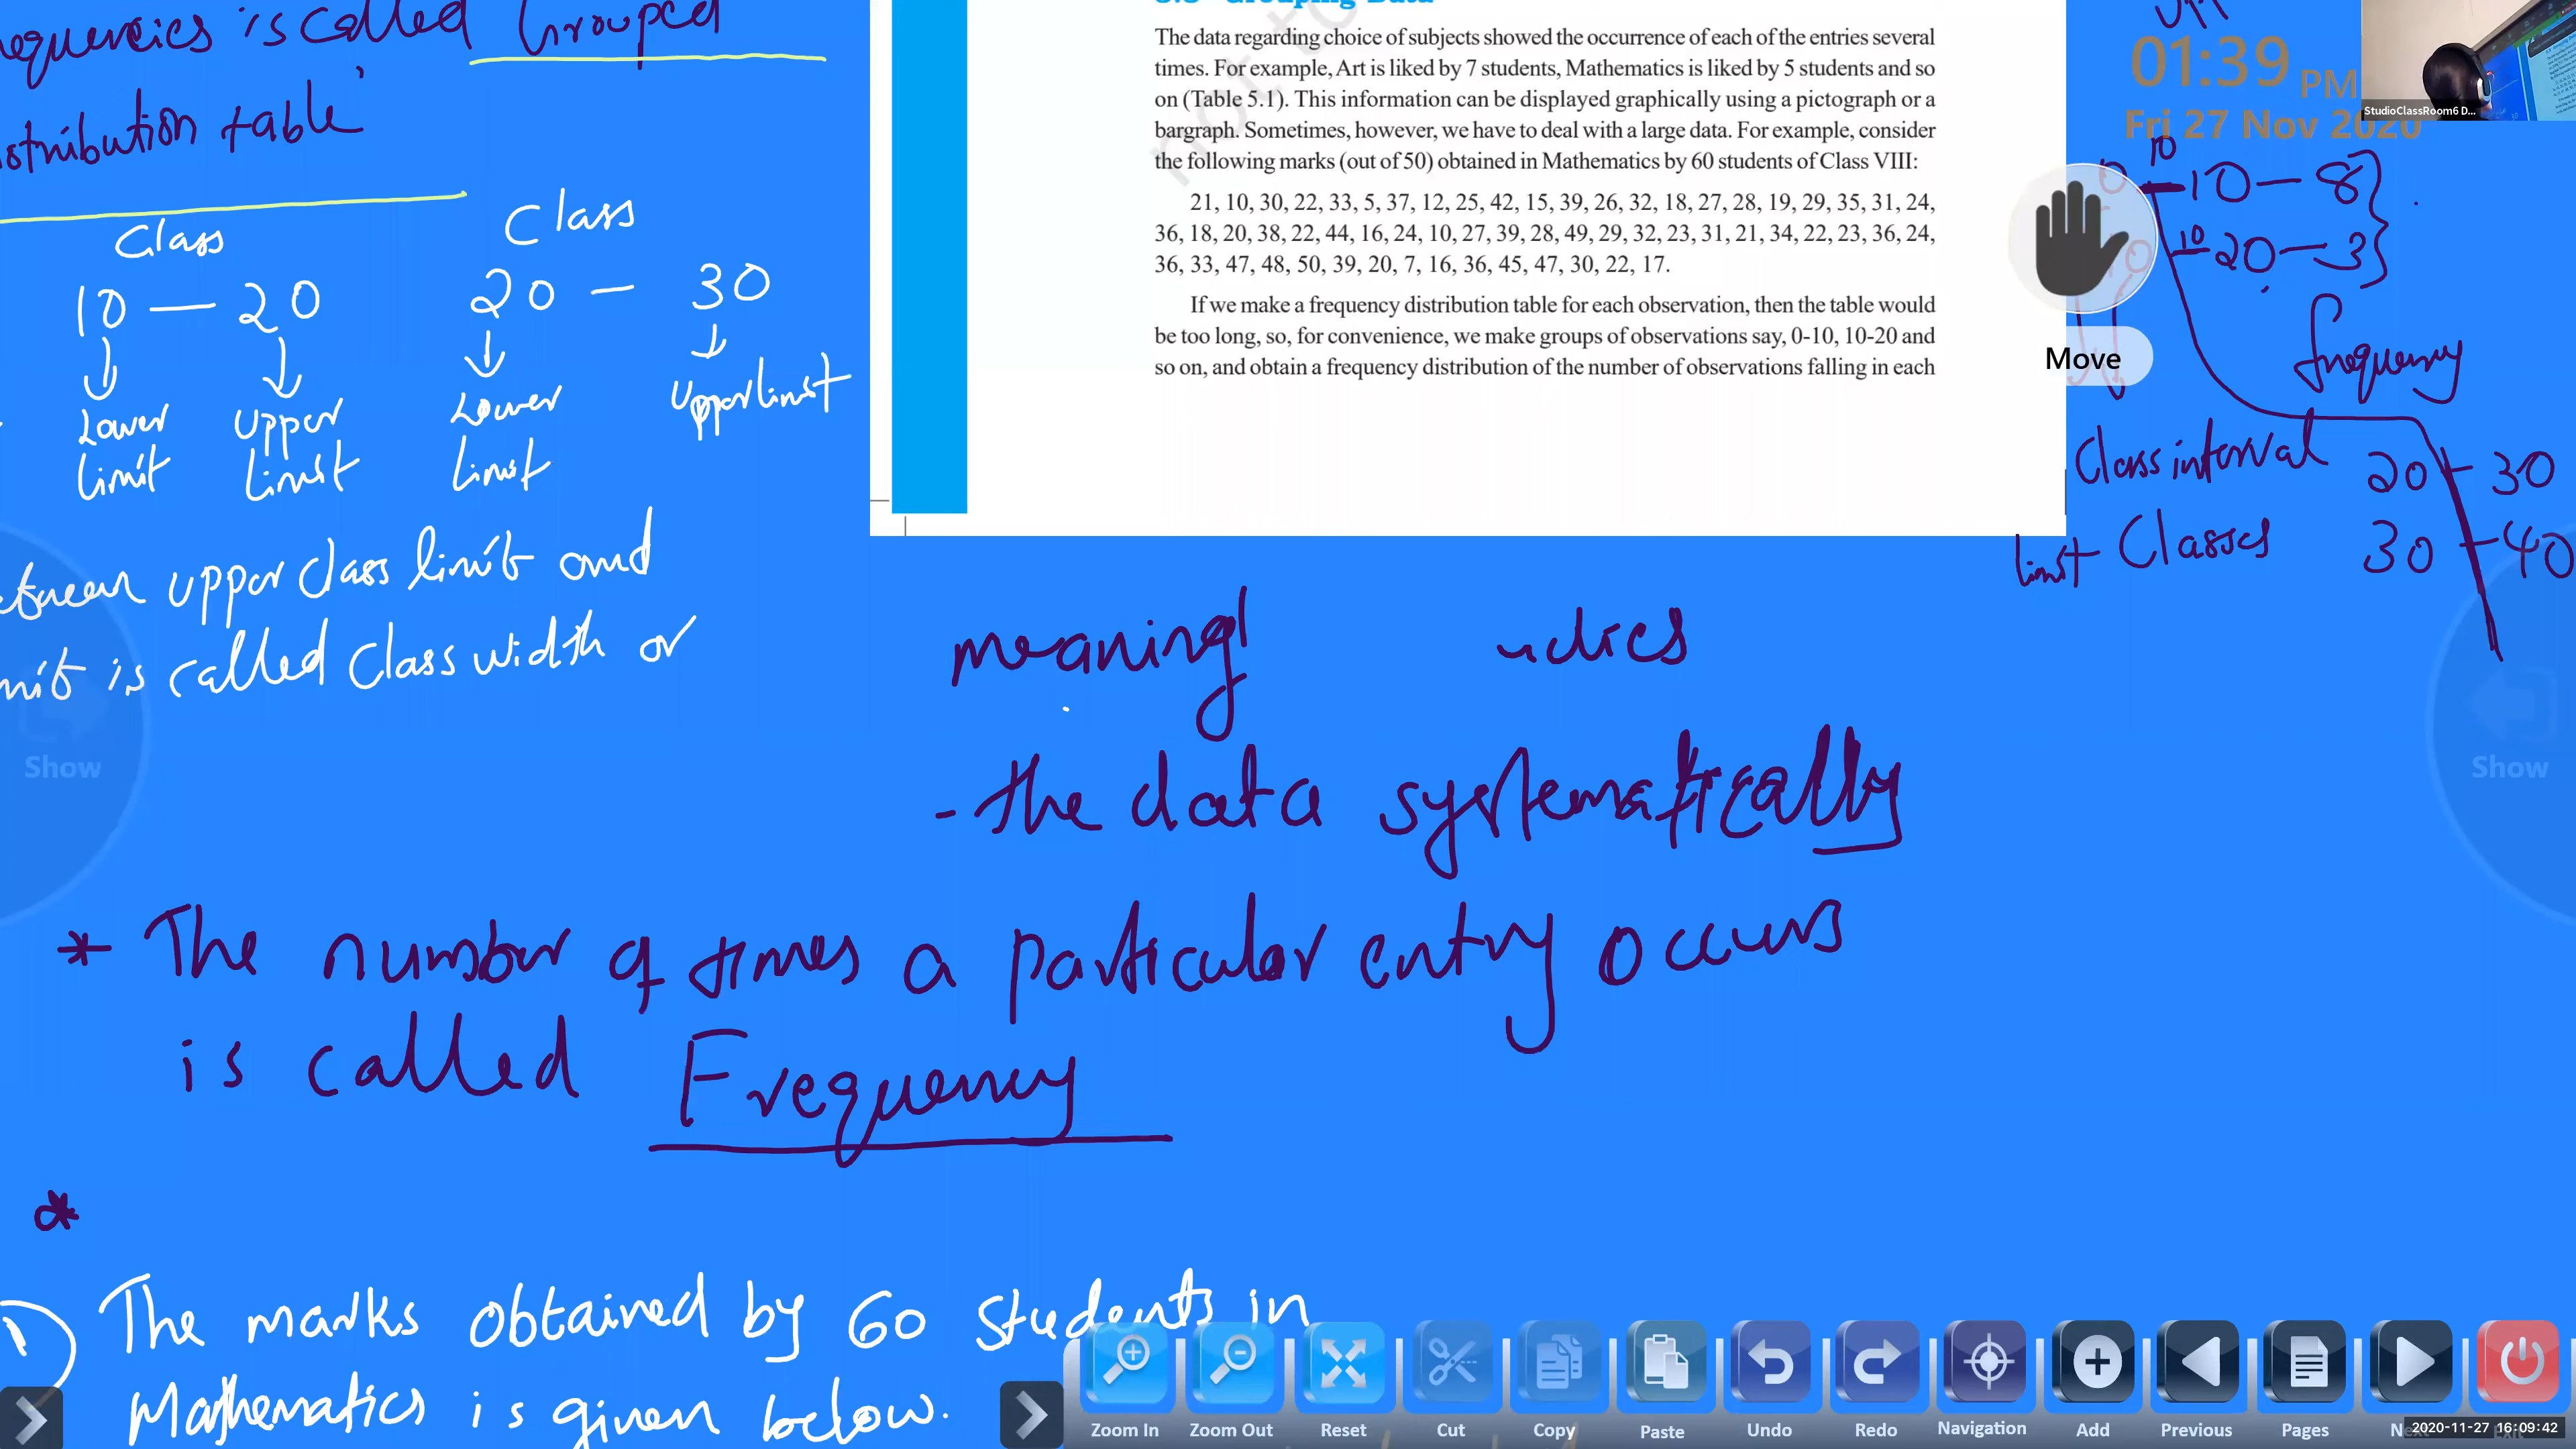 is called Grouped
distribution table
Class
10 — 20
Lower
Limit
Upper
Limit
Class
20 – 30
Lower
Limit
Upper limit
upper class limit and
is called class width or
The data regarding choice of subjects showed the occurrence of each of the entries several
times. For example, Art is liked by 7 students, Mathematics is liked by 5 students and so
on (Table 5.1). This information can be displayed graphically using a pictograph or a
bargraph. Sometimes, however, we have to deal with a large data. For example, consider
the following marks (out of 50) obtained in Mathematics by 60 students of Class VIII:
21, 10, 30, 22, 33, 5, 37, 12, 25, 42, 15, 39, 26, 32, 18, 27, 28, 19, 29, 35, 31, 24,
36, 18, 20, 38, 22, 44, 16, 24, 10, 27, 39, 28, 49, 29, 32, 23, 31, 21, 34, 22, 23, 36, 24,
36, 33, 47, 48, 50, 39, 20, 7, 16, 36, 45, 47, 30, 22, 17.
If we make a frequency distribution table for each observation, then the table would
be too long, so, for convenience, we make groups of observations say, 0-10, 10-20 and
so on, and obtain a frequency distribution of the number of observations falling in each
01:39 PM
Fri 27 Nov 2020
StudioClassRoom6 D...
10
0 - 10 - 8
10
20 - 3
Move
frequency
Class interval 20 - 30
limit Classes 30 - 40
Show
Show
meaning
- the data systematically
* The number of times a particular entry occurs
is called Frequency
*
1) The marks obtained by 60 students in
Mathematics is given below.
Zoom In
Zoom Out
Reset
Cut
Copy
Paste
Undo
Redo
Navigation
Add
Previous
Pages
2020-11-27 16:09:42